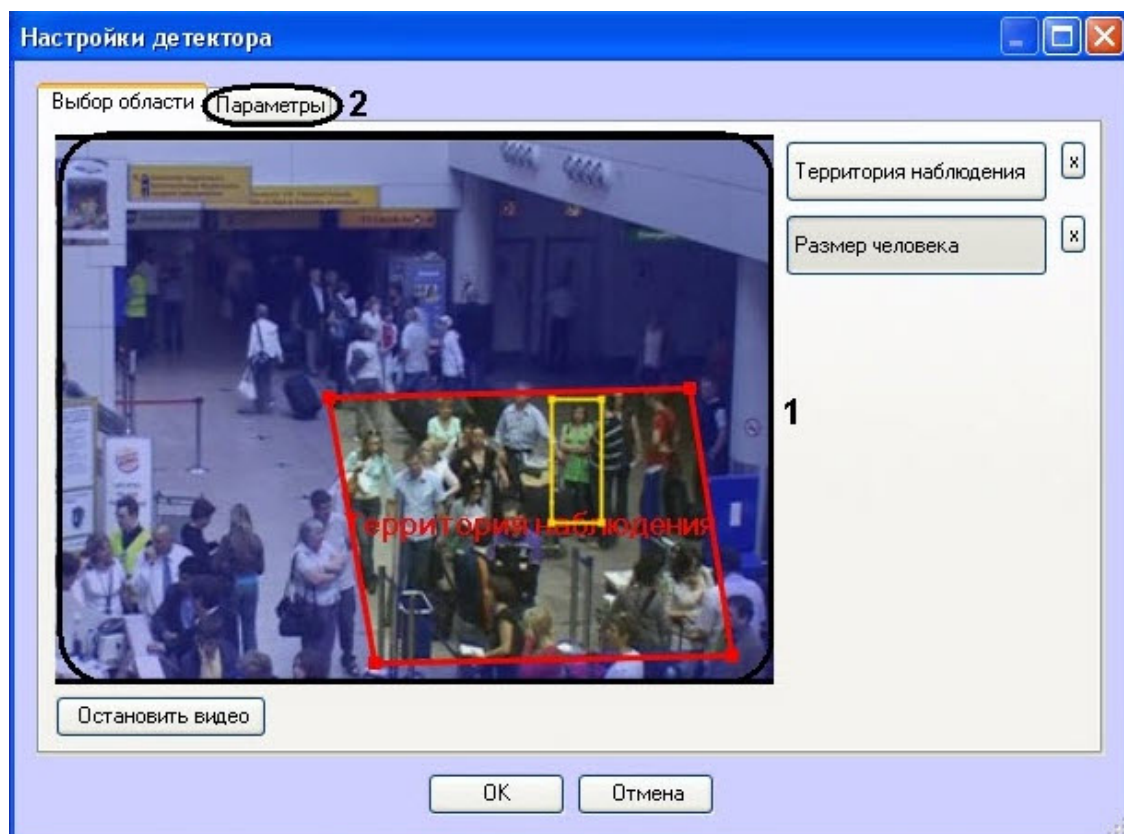 Настройки детектора
Выбор области
Параметры
2
Территория наблюдения
x
Размер человека
x
1
Территория наблюдения
Остановить видео
OK
Отмена